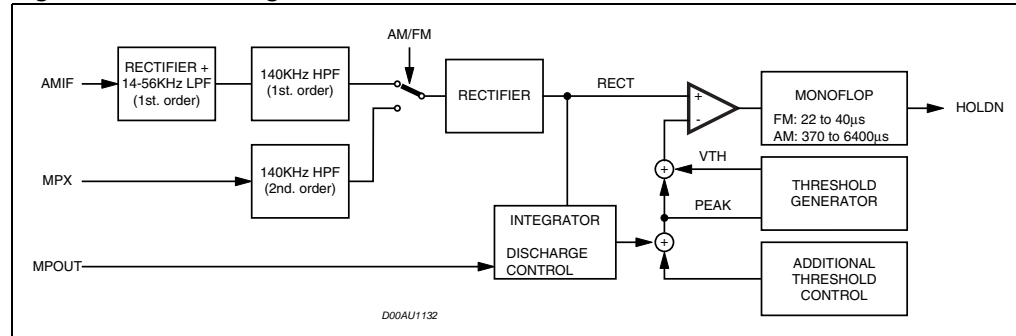 AM/FM
AMIF
RECTIFIER +
14-56KHz LPF
(1st. order)
140KHz HPF
(1st. order)
RECTIFIER
RECT
+
-
MONOFLOP
FM: 22 to 40µs
AM: 370 to 6400µs
HOLDN
MPX
140KHz HPF
(2nd. order)
+
VTH
THRESHOLD
GENERATOR
PEAK
INTEGRATOR
DISCHARGE
CONTROL
+
MPOUT
ADDITIONAL
THRESHOLD
CONTROL
D00AU1132